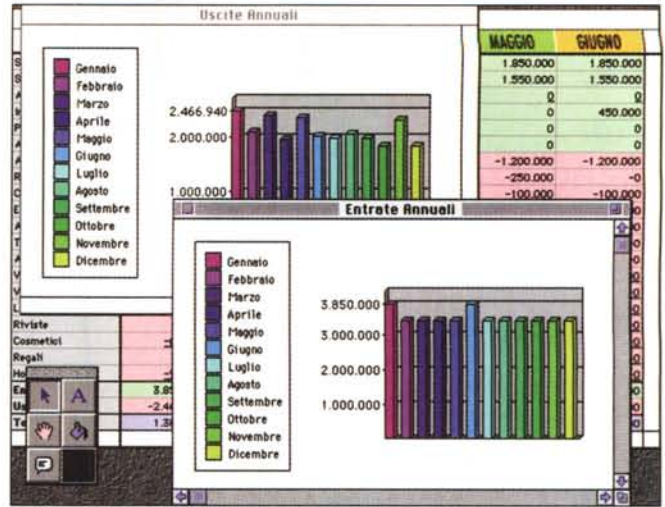 Uscite Annuali
Gennaio
Febbraio
Marzo
Aprile
Maggio
Giugno
Luglio
Agosto
Settembre
Ottobre
Novembre
Dicembre
2.466.940
2.000.000
1.000.000
MAGGIO GIUGNO
1.850.000 1.850.000
1.550.000 1.550.000
0 0
0 450.000
0 0
0 0
-1.200.000 -1.200.000
-250.000 -0
-100.000 -100.000
Entrate Annuali
Gennaio
Febbraio
Marzo
Aprile
Maggio
Giugno
Luglio
Agosto
Settembre
Ottobre
Novembre
Dicembre
3.850.000
3.000.000
1.000.000
Riviste
Cosmetici
Regali
A